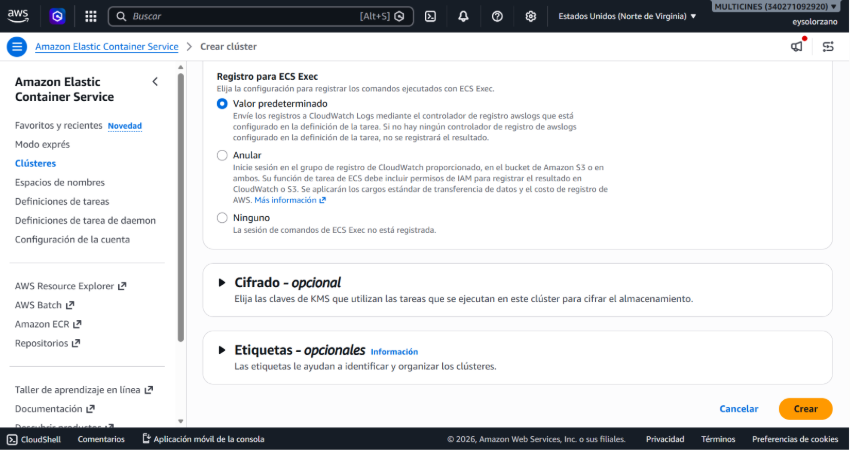 aws
Buscar
[Alt+S]
Estados Unidos (Norte de Virginia) ▼
MULTICINES (340271092920) ▼
eysolorzano
Amazon Elastic Container Service > Crear clúster
Amazon Elastic
Container Service
Favoritos y recientes Novedad
Modo exprés
Clústeres
Espacios de nombres
Definiciones de tareas
Definiciones de tarea de daemon
Configuración de la cuenta
AWS Resource Explorer
AWS Batch
Amazon ECR
Repositorios
Taller de aprendizaje en línea
Documentación
Descubrir productos
Registro para ECS Exec
Elija la configuración para registrar los comandos ejecutados con ECS Exec.
Valor predeterminado
Envíe los registros a CloudWatch Logs mediante el controlador de registro awslogs que está
configurado en la definición de la tarea. Si no hay ningún controlador de registro de awslogs
configurado en la definición de la tarea, no se registrará el resultado.
Anular
Inicie sesión en el grupo de registro de CloudWatch proporcionado, en el bucket de Amazon S3 o en
ambos. Su función de tarea de ECS debe incluir permisos de IAM para registrar el resultado en
CloudWatch o S3. Se aplicarán los cargos estándar de transferencia de datos y el costo de registro de
AWS. Más información
Ninguno
La sesión de comandos de ECS Exec no está registrada.
Cifrado - opcional
Elija las claves de KMS que utilizan las tareas que se ejecutan en este clúster para cifrar el almacenamiento.
Etiquetas - opcionales Información
Las etiquetas le ayudan a identificar y organizar los clústeres.
Cancelar
Crear
CloudShell
Comentarios
Aplicación móvil de la consola
© 2026, Amazon Web Services, Inc. o sus filiales.
Privacidad
Términos
Preferencias de cookies